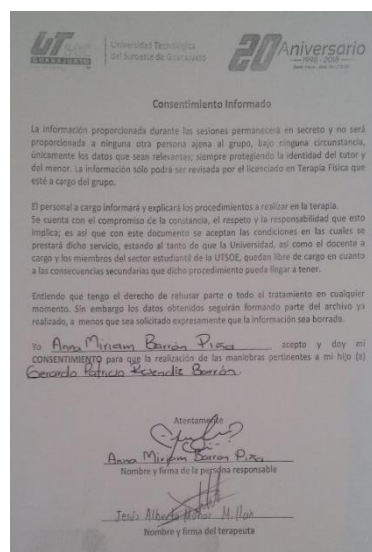 UTSOE
GUANAJUATO
Universidad Tecnológica
del Suroeste de Guanajuato
20 Aniversario
1998 - 2018
Consentimiento Informado
La información proporcionada durante las sesiones permanecerá en secreto y no será
proporcionada a ninguna otra persona ajena al grupo, bajo ninguna circunstancia,
únicamente los datos que sean relevantes; siempre protegiendo la identidad del tutor y
del menor. La información sólo podrá ser revisada por el licenciado en Terapia Física que
esté a cargo del grupo.
El personal a cargo informará y explicará los procedimientos a realizar en la terapia.
Se cuenta con el compromiso de la constancia, el respeto y la responsabilidad que esto
implica; es así que con este documento se aceptan las condiciones en las cuales se
prestará dicho servicio, estando al tanto de que la Universidad, así como el docente a
cargo y los miembros del sector estudiantil de la UTSOE, quedan libre de cargo en cuanto
a las consecuencias secundarias que dicho procedimiento pueda llegar a tener.
Entiendo que tengo el derecho de rehusar parte o todo el tratamiento en cualquier
momento. Sin embargo los datos obtenidos seguirán formando parte del archivo ya
realizado, a menos que sea solicitado expresamente que la información sea borrada.
Yo Anna Miriam Barrón Piña acepto y doy mi
CONSENTIMIENTO para que la realización de las maniobras pertinentes a mi hijo (a)
Gerardo Patricio Resendiz Barrón.
Atentamente
Anna Miriam Barron Piña
Nombre y firma de la persona responsable
Jesús Alberto
Nombre y firma del terapeuta